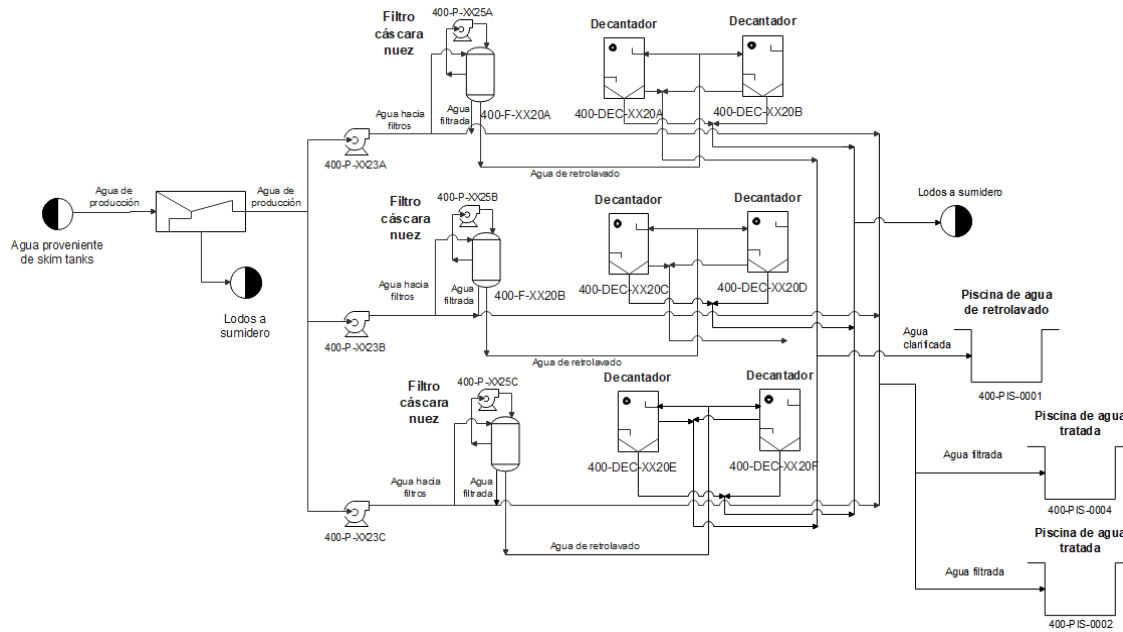 400-P-XX25A
Filtro
cáscara
nuez
Decantador
Decantador
Agua hacia
filtros
Agua
filtrada
400-F-XX20A
400-DEC-XX20A
400-DEC-XX20B
400-P-XX23A
Agua de retrolavado
Agua de
producción
Agua de
producción
Agua proveniente
de skim tanks
Lodos a
sumidero
Filtro
cáscara
nuez
400-P-XX25B
Decantador
Decantador
Lodos a sumidero
Agua hacia
filtros
Agua
filtrada
400-F-XX20B
400-DEC-XX20C
400-DEC-XX20D
400-P-XX23B
Agua de retrolavado
Piscina de agua
de retrolavado
Agua
clarificada
400-PIS-0001
Filtro
cáscara
nuez
400-P-XX25C
Decantador
Decantador
Agua hacia
filtros
Agua
filtrada
400-DEC-XX20E
400-DEC-XX20F
400-P-XX23C
Agua de retrolavado
Piscina de agua
tratada
Agua filtrada
400-PIS-0004
Piscina de agua
tratada
Agua filtrada
400-PIS-0002